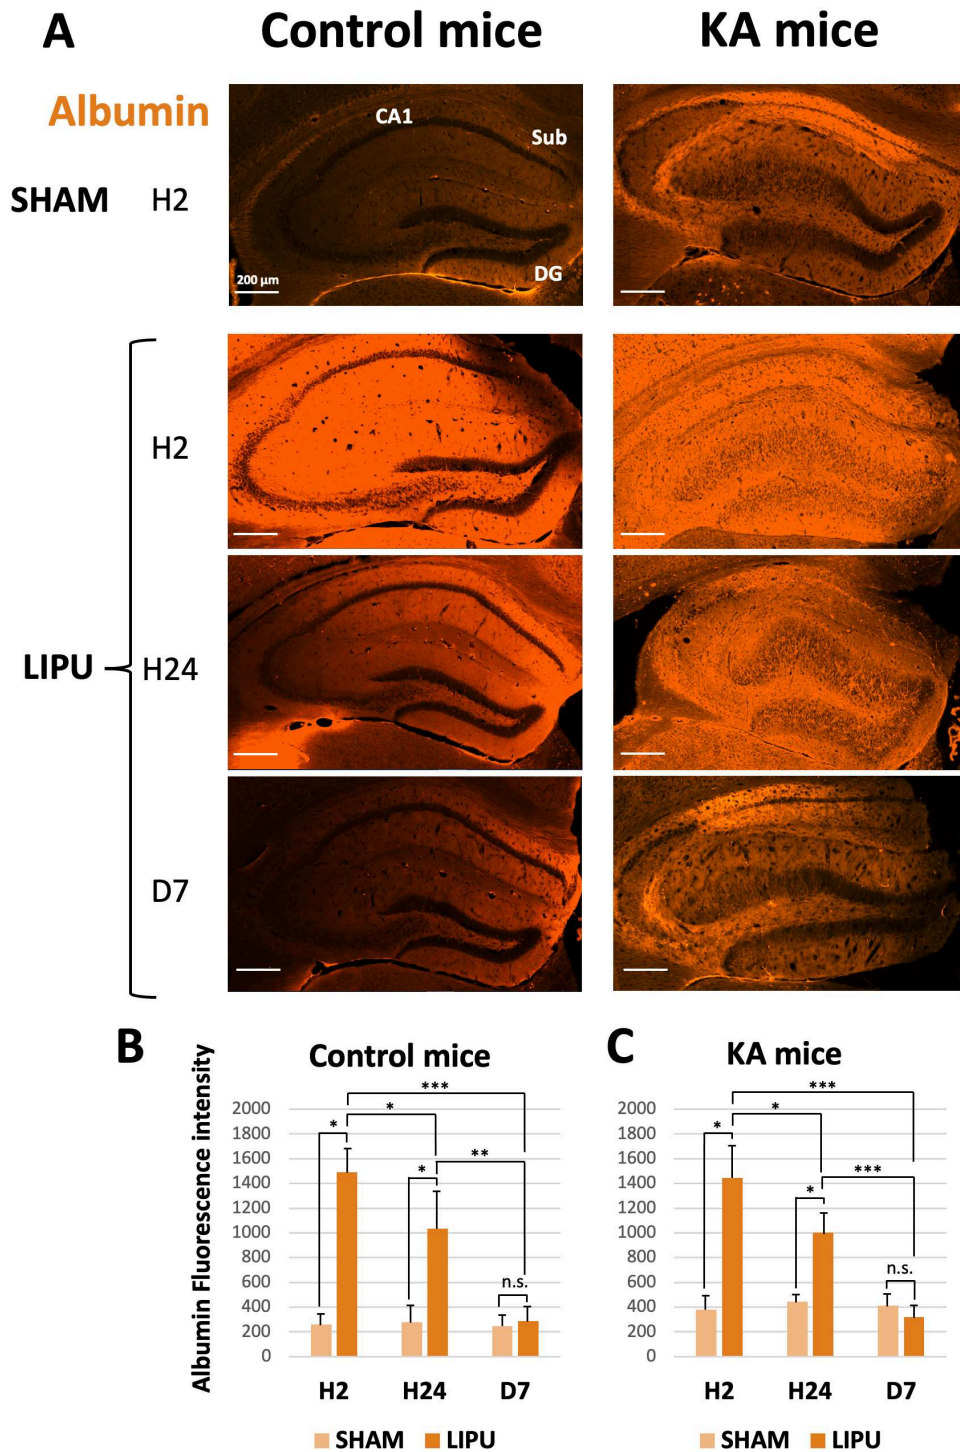 A
Control mice
KA mice
Albumin
SHAM H2
CA1
Sub
DG
200 µm
LIPU
H2
H24
D7
B
Control mice
Albumin Fluorescence intensity
***
*
* * **
n.s.
2000
1800
1600
1400
1200
1000
800
600
400
200
0
H2 H24 D7
SHAM LIPU
C
KA mice
***
*
* * ***
n.s.
2000
1800
1600
1400
1200
1000
800
600
400
200
0
H2 H24 D7
SHAM LIPU